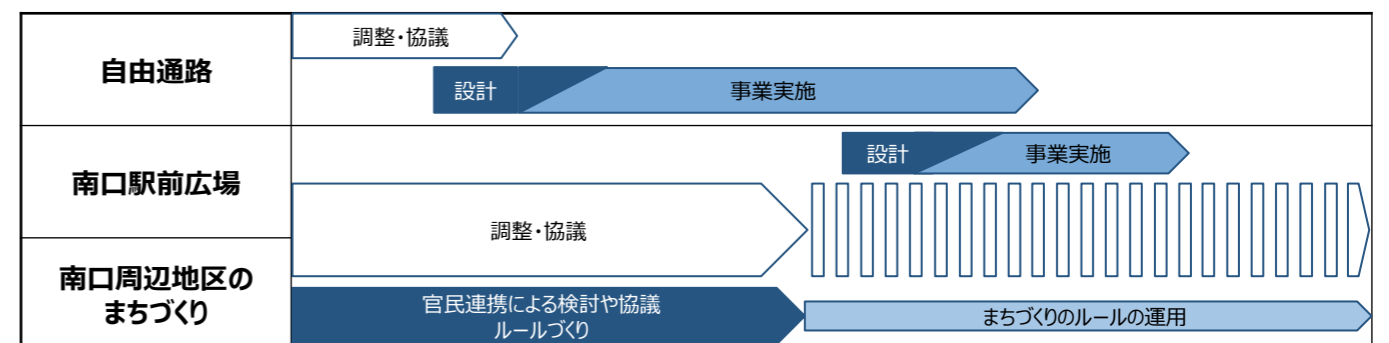 自由通路
調整・協議
設計
事業実施
南口駅前広場
設計
事業実施
調整・協議
南口周辺地区の
まちづくり
官民連携による検討や協議
ルールづくり
まちづくりのルールの運用